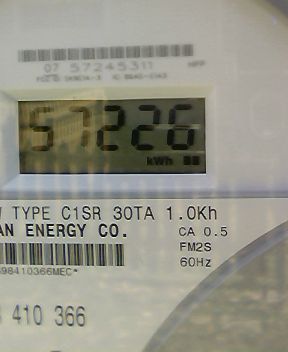 07 57245311
57226
kWh
TYPE C1SR 30TA 1.0Kh
AN ENERGY CO. CA 0.5
FM2S
60Hz
98410366MEC*
410 366